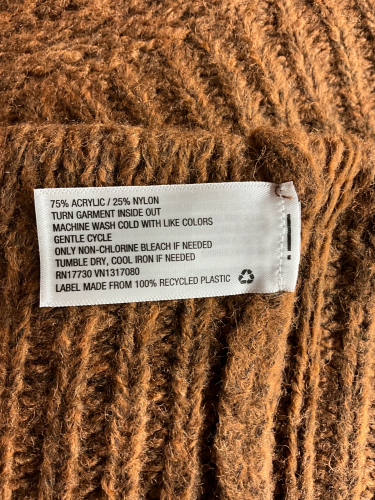 75% ACRYLIC / 25% NYLON
TURN GARMENT INSIDE OUT
MACHINE WASH COLD WITH LIKE COLORS
GENTLE CYCLE
ONLY NON-CHLORINE BLEACH IF NEEDED
TUMBLE DRY, COOL IRON IF NEEDED
RN17730 VN1317080
LABEL MADE FROM 100% RECYCLED PLASTIC